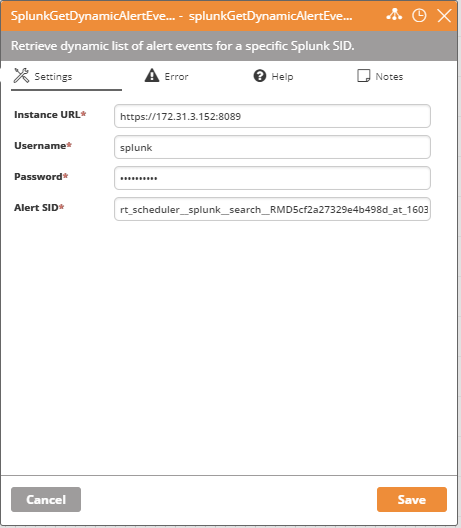 SplunkGetDynamicAlertEve... - splunkGetDynamicAlertEve...
Retrieve dynamic list of alert events for a specific Splunk SID.
Settings Error Help Notes
Instance URL* https://172.31.3.152:8089
Username* splunk
Password* ••••••••••
Alert SID* rt_scheduler__splunk__search__RMD5cf2a27329e4b498d_at_1603
Cancel Save